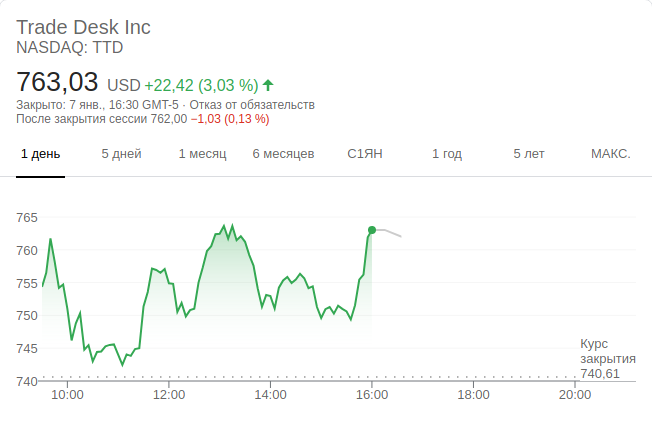 Trade Desk Inc
NASDAQ: TTD
763,03 USD +22,42 (3,03 %)
Закрыто: 7 янв., 16:30 GMT-5 · Отказ от обязательств
После закрытия сессии 762,00 −1,03 (0,13 %)
1 день 5 дней 1 месяц 6 месяцев С1ЯН 1 год 5 лет МАКС.
765
760
755
750
745
740
Курс
закрытия
740,61
10:00 12:00 14:00 16:00 18:00 20:00